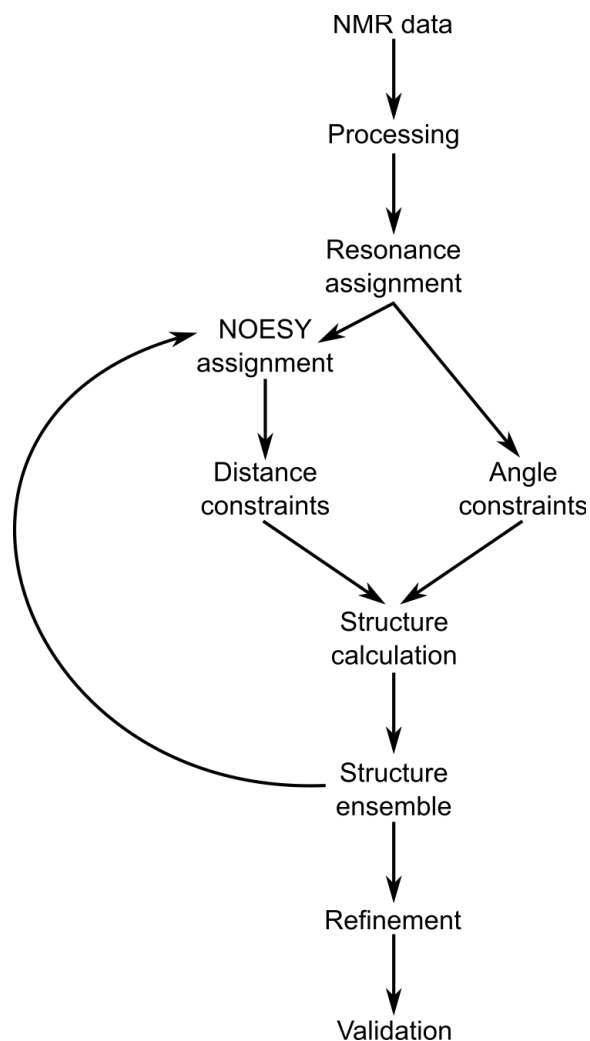 NMR data
Processing
Resonance
assignment
NOESY
assignment
Distance
constraints
Angle
constraints
Structure
calculation
Structure
ensemble
Refinement
Validation